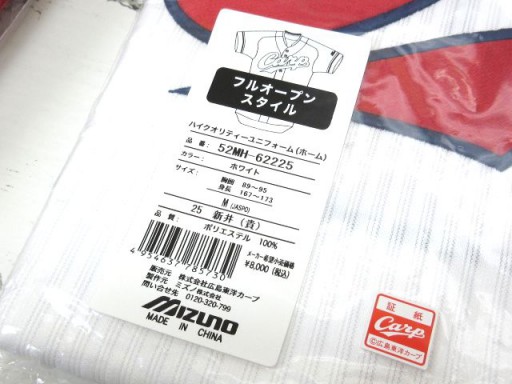 Carp
フルオープン
スタイル
ハイクオリティーユニフォーム(ホーム)
品番: 52MH-62225
カラー: ホワイト
サイズ: 胸囲 89〜95
身長 167〜173
M (JASPO)
25 新井(貴)
品質: ポリエステル 100%
メーカー希望小売価格
¥8,000(税込)
4 954637 785730
販売元 株式会社広島東洋カープ
製作元 ミズノ株式会社
問い合せ先 0120-320-799
MIZUNO
MADE IN CHINA
証紙
Carp
©広島東洋カープ